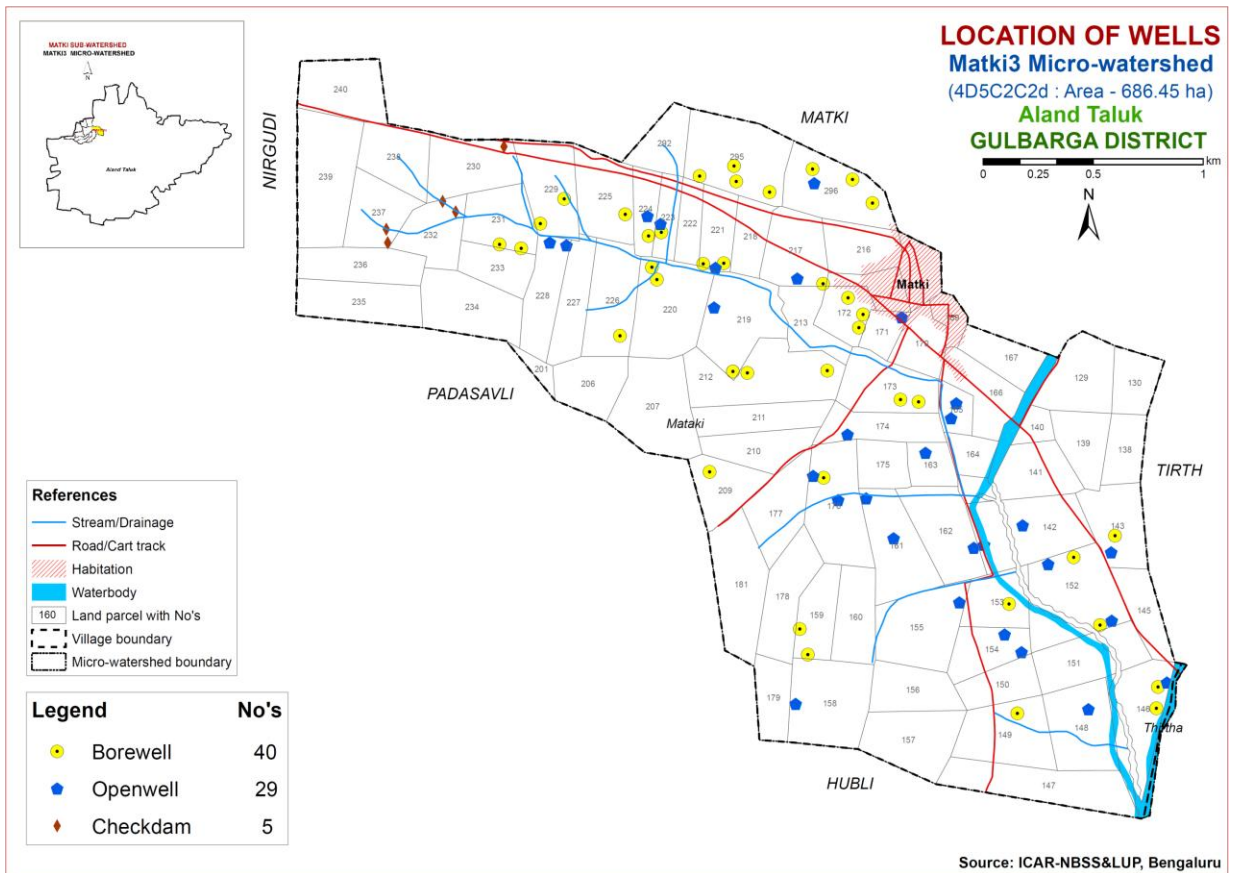 MATKI SUB-WATERSHED
MATKI3 MICRO-WATERSHED
N
Aland Taluk
LOCATION OF WELLS
Matki3 Micro-watershed
(4D5C2C2d : Area - 686.45 ha)
Aland Taluk
GULBARGA DISTRICT
km
0 0.25 0.5 1
N
NIRGUDI
MATKI
PADASAVLI
TIRTH
HUBLI
Matki
Mataki
240
292
295
296
238
230
239
229
225
224
223
222
221
218
217
216
237
232
231
236
233
235
234
228
227
226
220
219
213
172
171
170
167
201
206
207
212
211
210
209
173
174
175
163
164
165
166
129
130
140
139
138
141
142
143
177
176
161
162
152
181
178
159
160
155
153
154
145
151
150
156
179
158
157
149
148
146
147
References
Stream/Drainage
Road/Cart track
Habitation
Waterbody
160 Land parcel with No's
Village boundary
Micro-watershed boundary
Legend No's
Borewell 40
Openwell 29
Checkdam 5
Source: ICAR-NBSS&LUP, Bengaluru